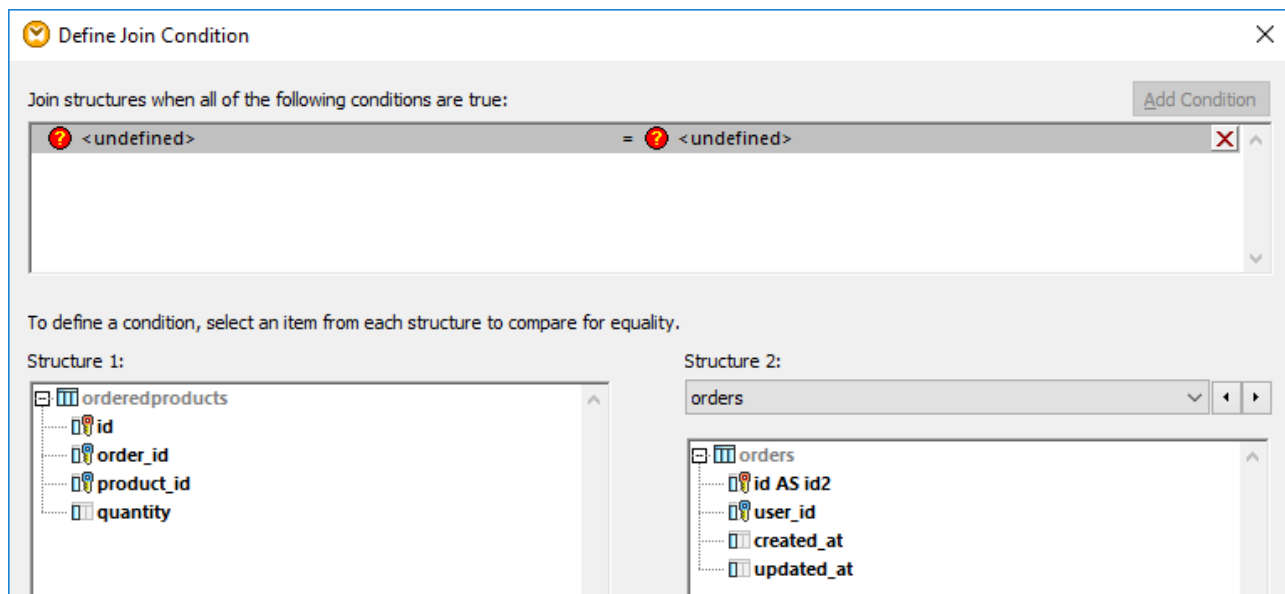 Define Join Condition
Join structures when all of the following conditions are true:
Add Condition
<undefined> = <undefined>
To define a condition, select an item from each structure to compare for equality.
Structure 1:
Structure 2:
orderedproducts
id
order_id
product_id
quantity
orders
orders
id AS id2
user_id
created_at
updated_at